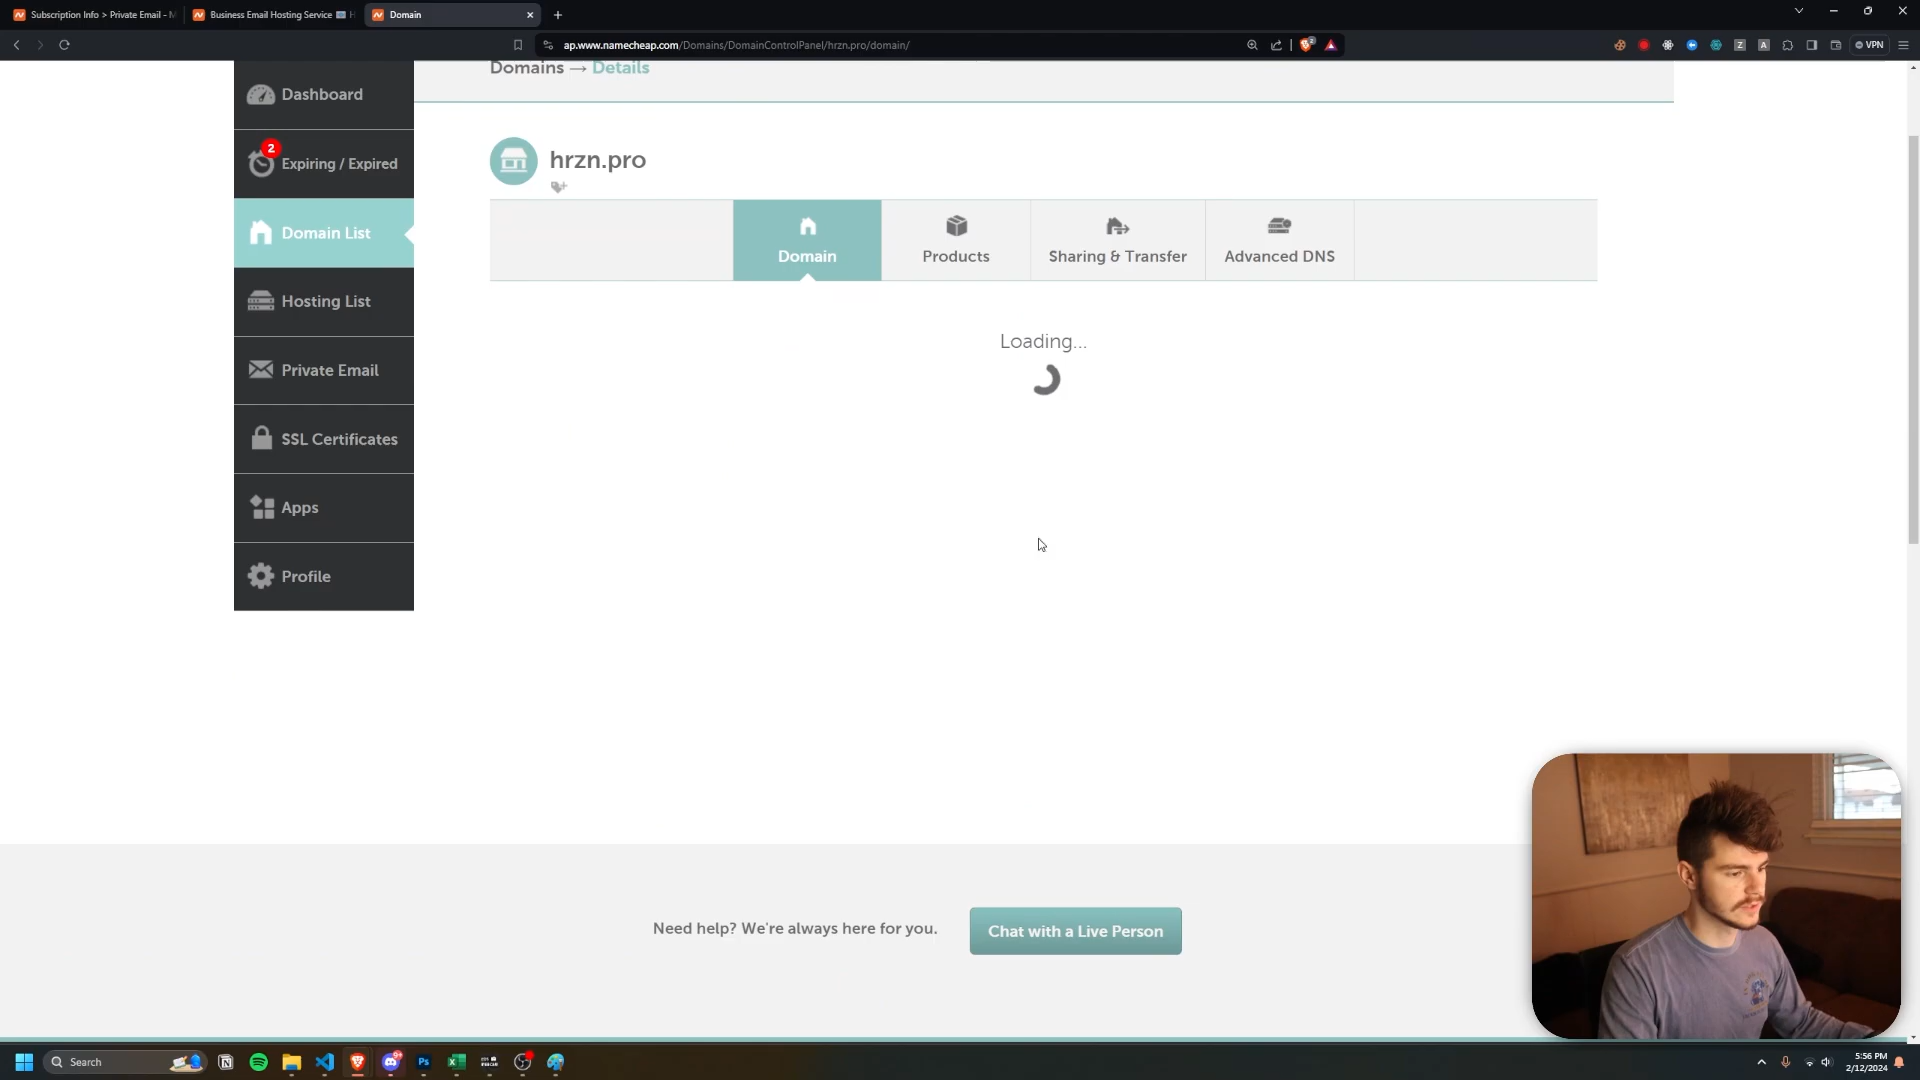 Subscription Info > Private Email - M
Business Email Hosting Service
Domain
ap.www.namecheap.com/Domains/DomainControlPanel/hrzn.pro/domain/
VPN
Domains → Details
Dashboard
2
Expiring / Expired
Domain List
Hosting List
Private Email
SSL Certificates
Apps
Profile
hrzn.pro
Domain
Products
Sharing & Transfer
Advanced DNS
Loading...
Need help? We're always here for you.
Chat with a Live Person
Search
5:56 PM
2/12/2024